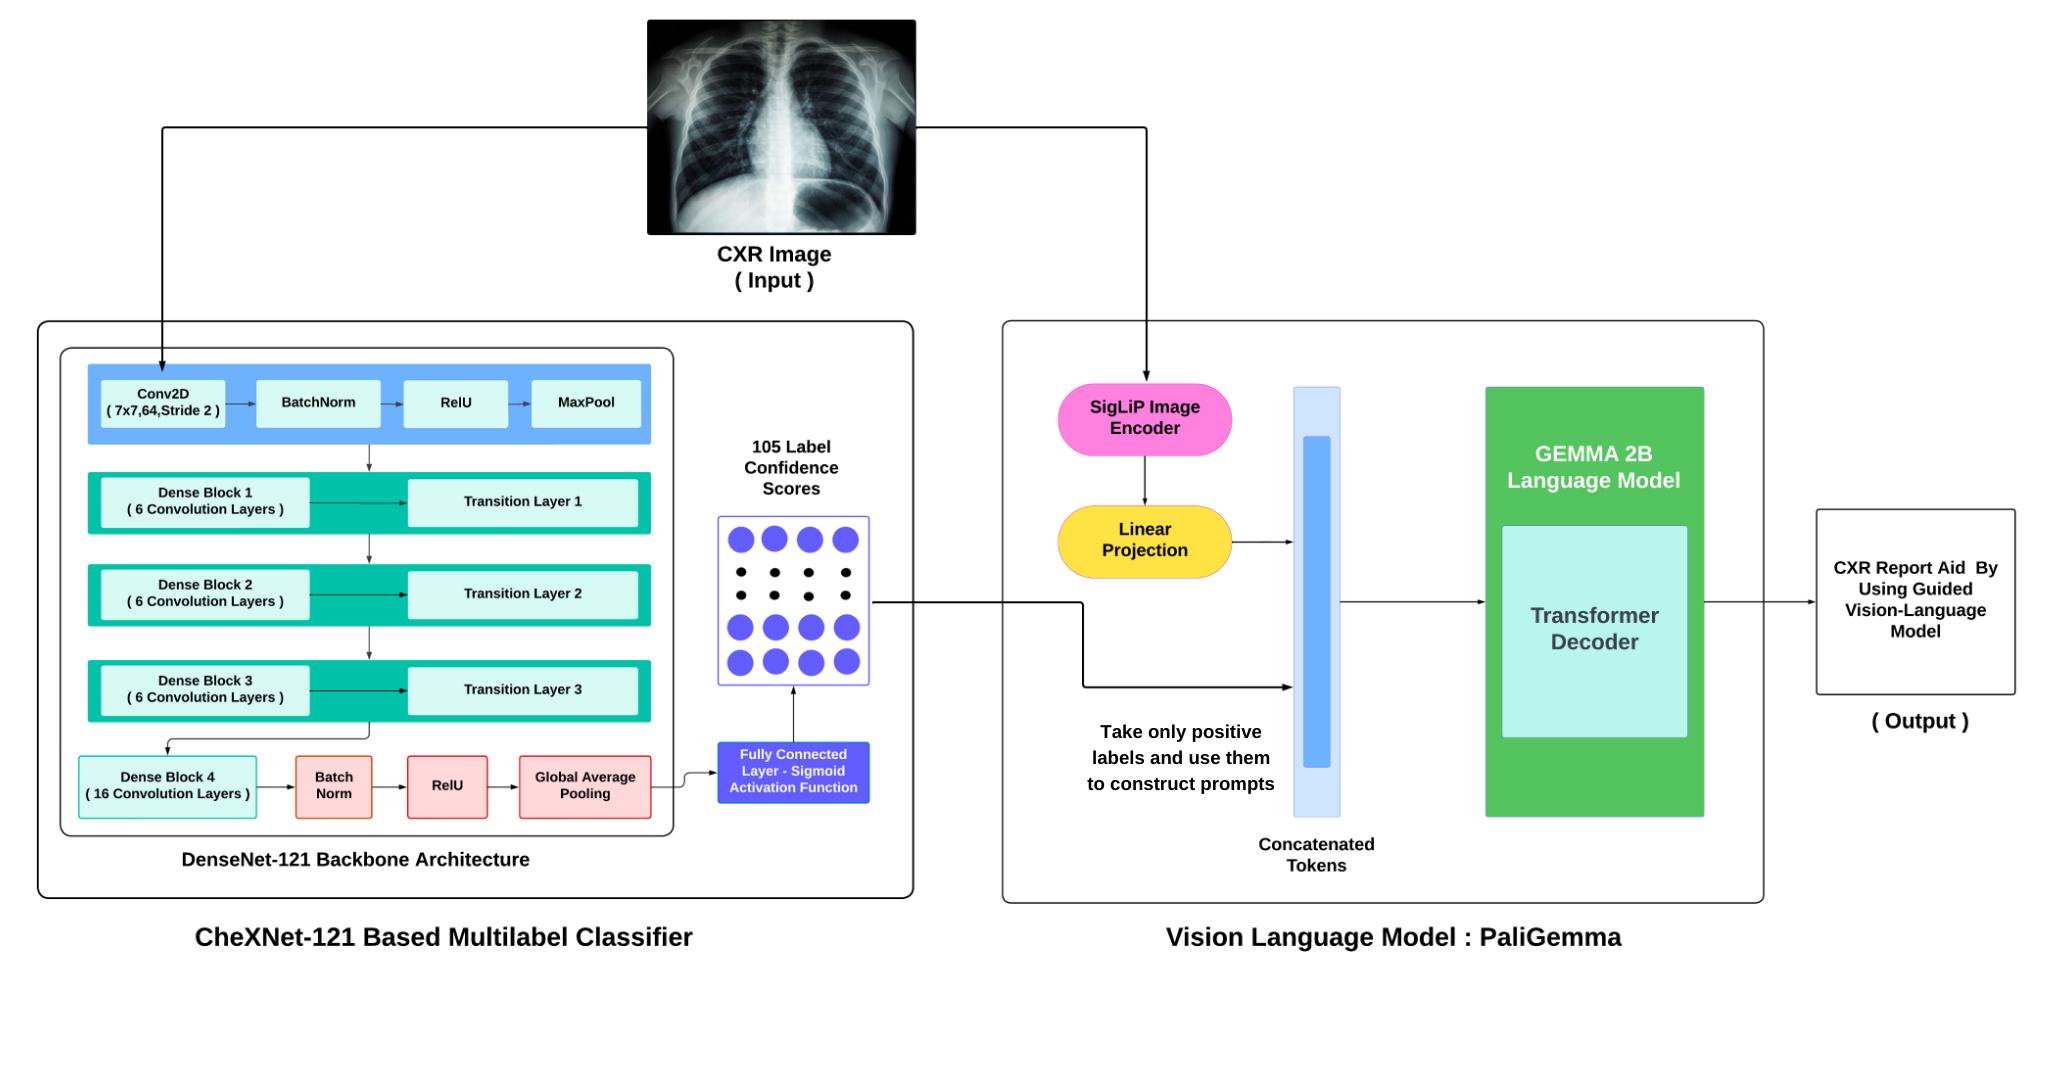 CXR Image
( Input )
Conv2D
( 7x7,64,Stride 2 )
BatchNorm
RelU
MaxPool
Dense Block 1
( 6 Convolution Layers )
Transition Layer 1
Dense Block 2
( 6 Convolution Layers )
Transition Layer 2
Dense Block 3
( 6 Convolution Layers )
Transition Layer 3
Dense Block 4
( 16 Convolution Layers )
Batch
Norm
RelU
Global Average
Pooling
DenseNet-121 Backbone Architecture
105 Label
Confidence
Scores
Fully Connected
Layer - Sigmoid
Activation Function
CheXNet-121 Based Multilabel Classifier
SigLiP Image
Encoder
Linear
Projection
Take only positive
labels and use them
to construct prompts
Concatenated
Tokens
GEMMA 2B
Language Model
Transformer
Decoder
Vision Language Model : PaliGemma
CXR Report Aid By
Using Guided
Vision-Language
Model
( Output )